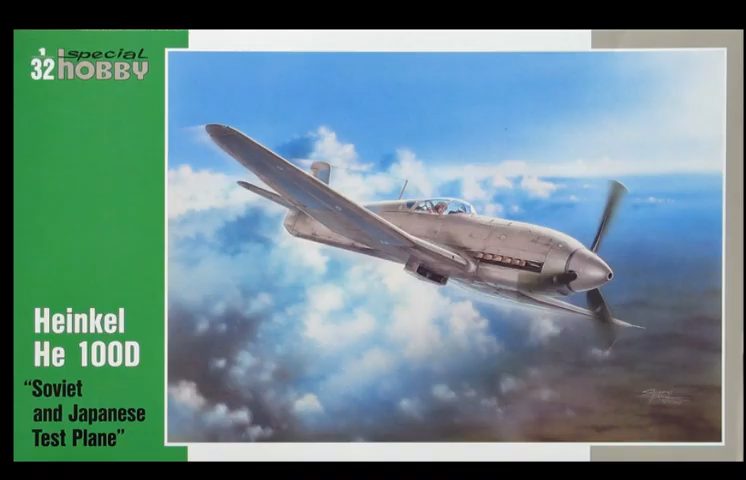 1/32 special
hobby
Heinkel
He 100D
"Soviet
and Japanese
Test Plane"